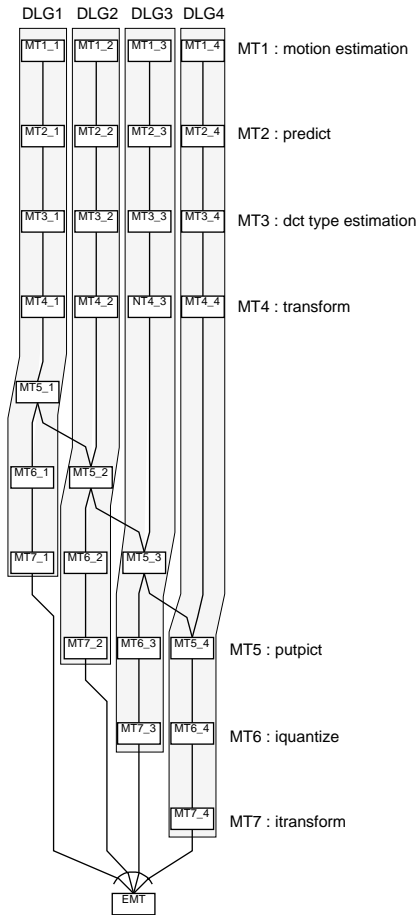 DLG1 DLG2 DLG3 DLG4
MT1_1 MT1_2 MT1_3 MT1_4 MT1 : motion estimation
MT2_1 MT2_2 MT2_3 MT2_4 MT2 : predict
MT3_1 MT3_2 MT3_3 MT3_4 MT3 : dct type estimation
MT4_1 MT4_2 NT4_3 MT4_4 MT4 : transform
MT5_1
MT6_1 MT5_2
MT7_1 MT6_2 MT5_3
MT7_2 MT6_3 MT5_4 MT5 : putpict
MT7_3 MT6_4 MT6 : iquantize
MT7_4 MT7 : itransform
EMT